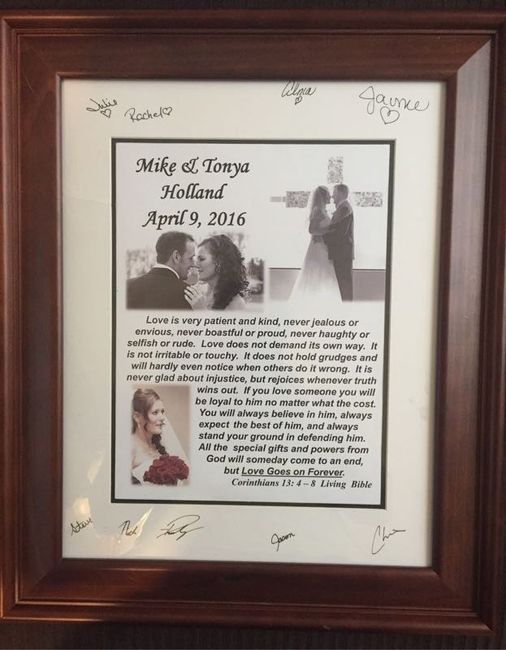 Julie
Rachel
Alma
Jaymee
Mike & Tonya
Holland
April 9, 2016
Love is very patient and kind, never jealous or
envious, never boastful or proud, never haughty or
selfish or rude. Love does not demand its own way. It
is not irritable or touchy. It does not hold grudges and
will hardly even notice when others do it wrong. It is
never glad about injustice, but rejoices whenever truth
wins out. If you love someone you will
be loyal to him no matter what the cost.
You will always believe in him, always
expect the best of him, and always
stand your ground in defending him.
All the special gifts and powers from
God will someday come to an end,
but Love Goes on Forever.
Corinthians 13: 4 – 8 Living Bible
Steve
Jason